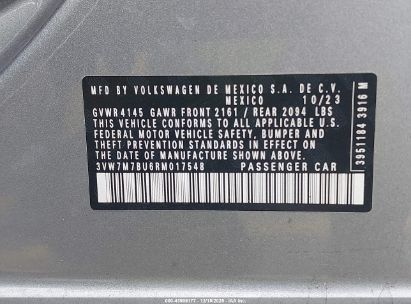 MFD. BY VOLKSWAGEN DE MEXICO S.A. DE C.V.
MEXICO 10/23
GVWR 4145 GAWR FRONT 2161 / REAR 2094 LBS
THIS VEHICLE CONFORMS TO ALL APPLICABLE U.S.
FEDERAL MOTOR VEHICLE SAFETY, BUMPER, AND
THEFT PREVENTION STANDARDS IN EFFECT ON
THE DATE OF MANUFACTURE SHOWN ABOVE.
3VW7M7BU6RM017548 PASSENGER CAR
3951184 3916 M